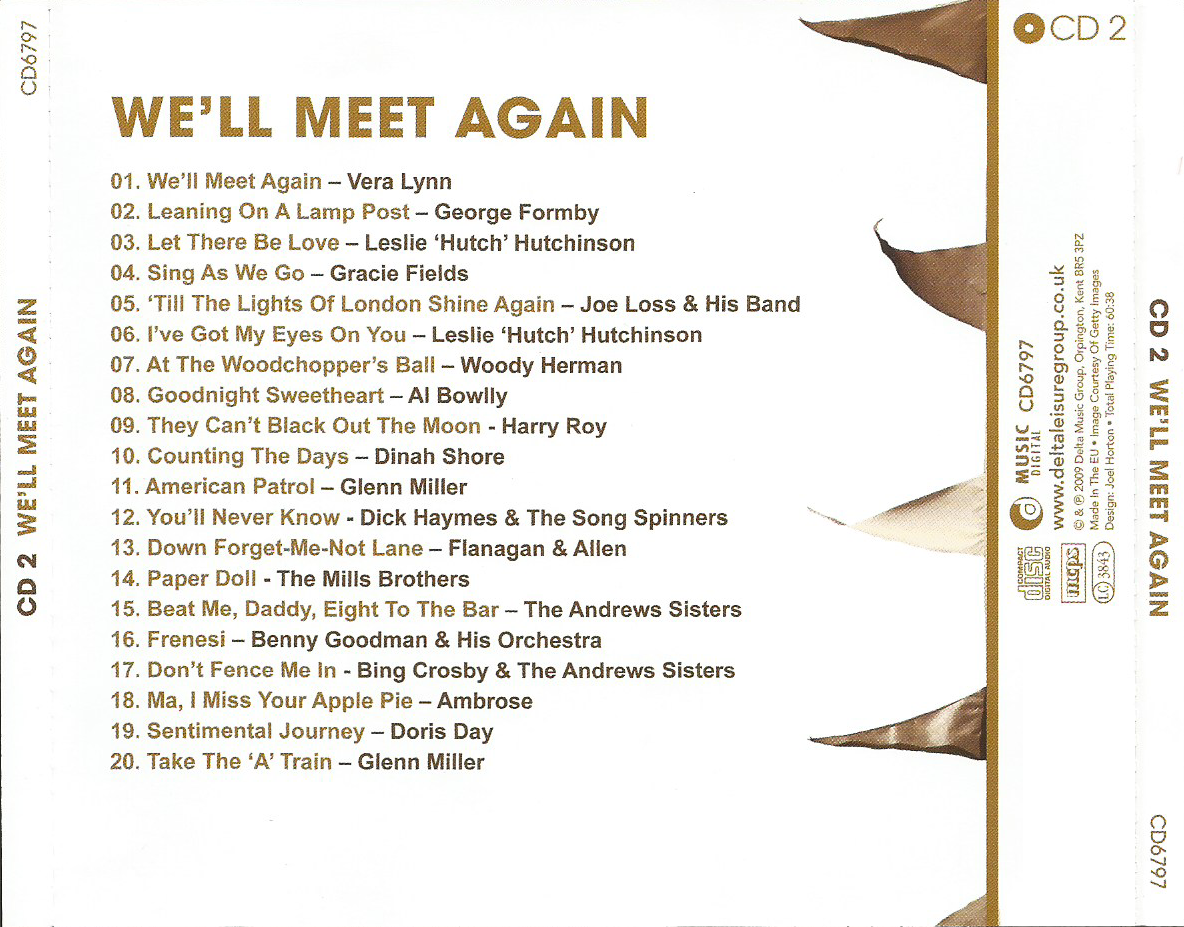 CD6797
CD 2 WE'LL MEET AGAIN
WE'LL MEET AGAIN
01. We'll Meet Again – Vera Lynn
02. Leaning On A Lamp Post – George Formby
03. Let There Be Love – Leslie 'Hutch' Hutchinson
04. Sing As We Go – Gracie Fields
05. 'Till The Lights Of London Shine Again – Joe Loss & His Band
06. I've Got My Eyes On You – Leslie 'Hutch' Hutchinson
07. At The Woodchopper's Ball – Woody Herman
08. Goodnight Sweetheart – Al Bowlly
09. They Can't Black Out The Moon - Harry Roy
10. Counting The Days – Dinah Shore
11. American Patrol – Glenn Miller
12. You'll Never Know - Dick Haymes & The Song Spinners
13. Down Forget-Me-Not Lane – Flanagan & Allen
14. Paper Doll - The Mills Brothers
15. Beat Me, Daddy, Eight To The Bar – The Andrews Sisters
16. Frenesi – Benny Goodman & His Orchestra
17. Don't Fence Me In - Bing Crosby & The Andrews Sisters
18. Ma, I Miss Your Apple Pie – Ambrose
19. Sentimental Journey – Doris Day
20. Take The 'A' Train – Glenn Miller
CD 2
MUSIC CD6797
DIGITAL
www.deltaleisuregroup.co.uk
© & ℗ 2009 Delta Music Group, Orpington, Kent BR5 3PZ
Made In The EU • Image Courtesy Of Getty Images
Design: Joel Horton • Total Playing Time: 60:38
COMPACT
disc
DIGITAL AUDIO
mcps
LC 3843
CD 2 WE'LL MEET AGAIN
CD6797